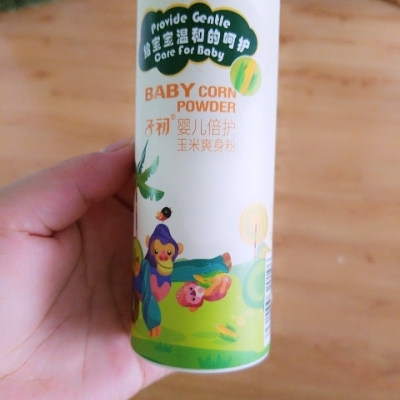 Provide Gentle
给宝宝温和的呵护
Care For Baby
BABY CORN
POWDER
子初® 婴儿倍护
玉米爽身粉